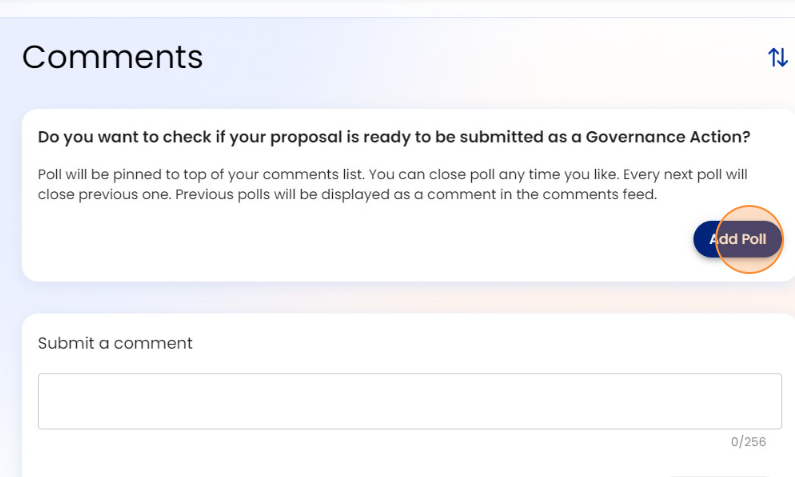 Comments
Do you want to check if your proposal is ready to be submitted as a Governance Action?
Poll will be pinned to top of your comments list. You can close poll any time you like. Every next poll will
close previous one. Previous polls will be displayed as a comment in the comments feed.
Add Poll
Submit a comment
0/256